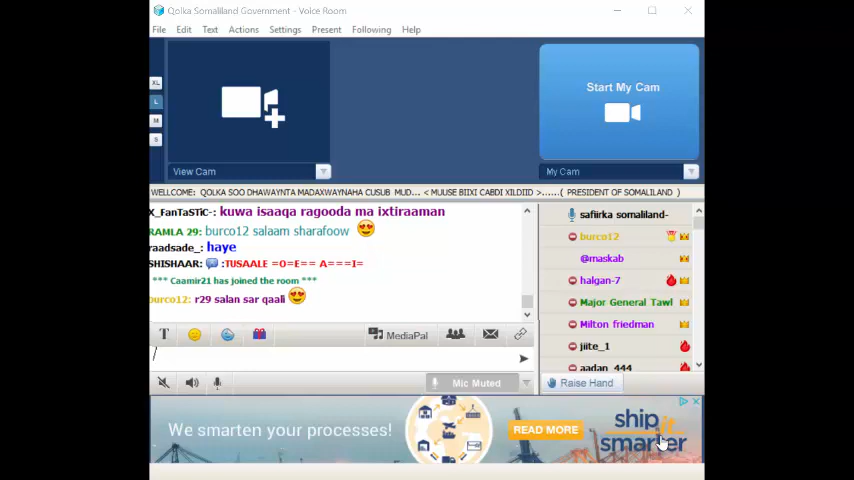 Qolka Somaliland Government - Voice Room
File Edit Text Actions Settings Present Following Help
XL
L
M
S
Start My Cam
View Cam
My Cam
WELLCOME: QOLKA SOO DHAWAYNTA MADAXWAYNAHA CUSUB MUD... < MUUSE BIIXI CABDI XILDIID >......( PRESIDENT OF SOMALILAND )
X_FanTaSTiC-: kuwa isaaqa ragooda ma ixtiraaman
RAMLA 29: burco12 salaam sharafoow
raadsade_: haye
SHISHAAR: :TUSAALE =O=E== A===I=
*** Caamir21 has joined the room ***
burco12: r29 salan sar qaali
safiirka somaliland-
burco12
@maskab
halgan-7
Major General Tawl
Milton friedman
jiite_1
aadan_444
T
MediaPal
/
Mic Muted
Raise Hand
We smarten your processes!
READ MORE
ship it
smarter